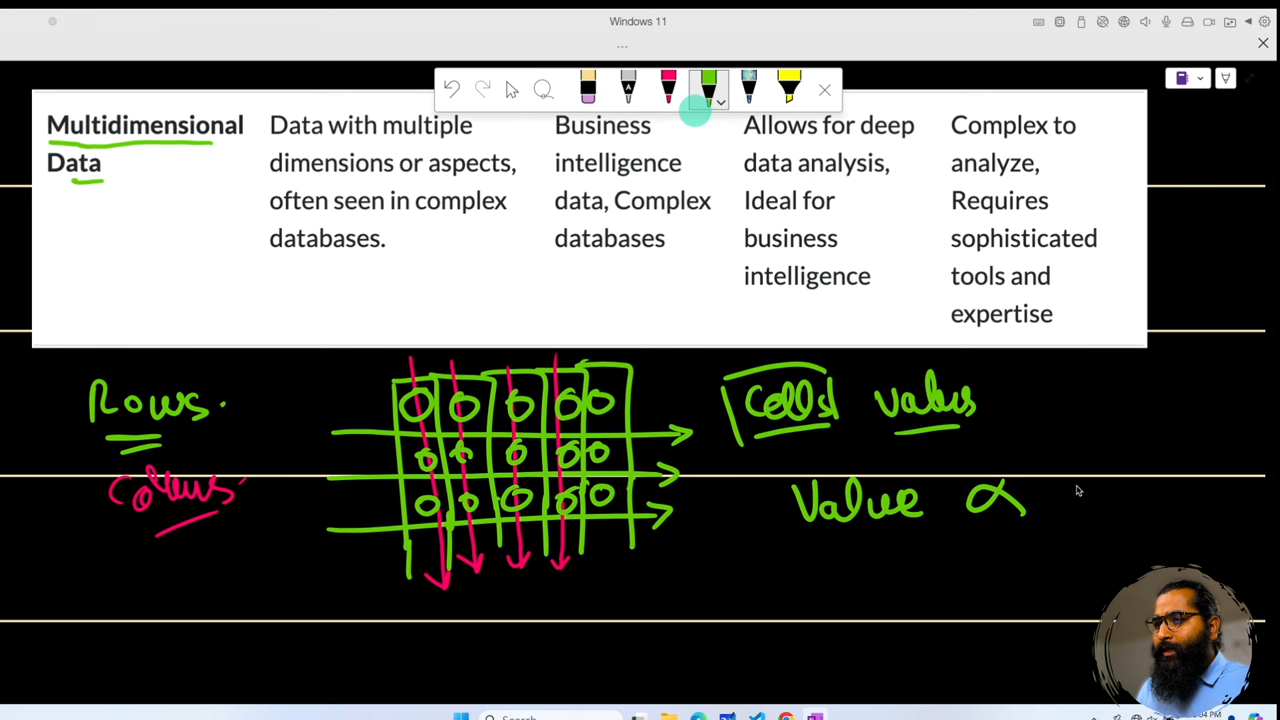 Windows 11
...
Multidimensional Data with multiple Business Allows for deep Complex to
Data dimensions or aspects, intelligence data analysis, analyze,
often seen in complex data, Complex Ideal for Requires
databases. databases business sophisticated
intelligence tools and
expertise
Rows. Cells value
Value ∝
Search